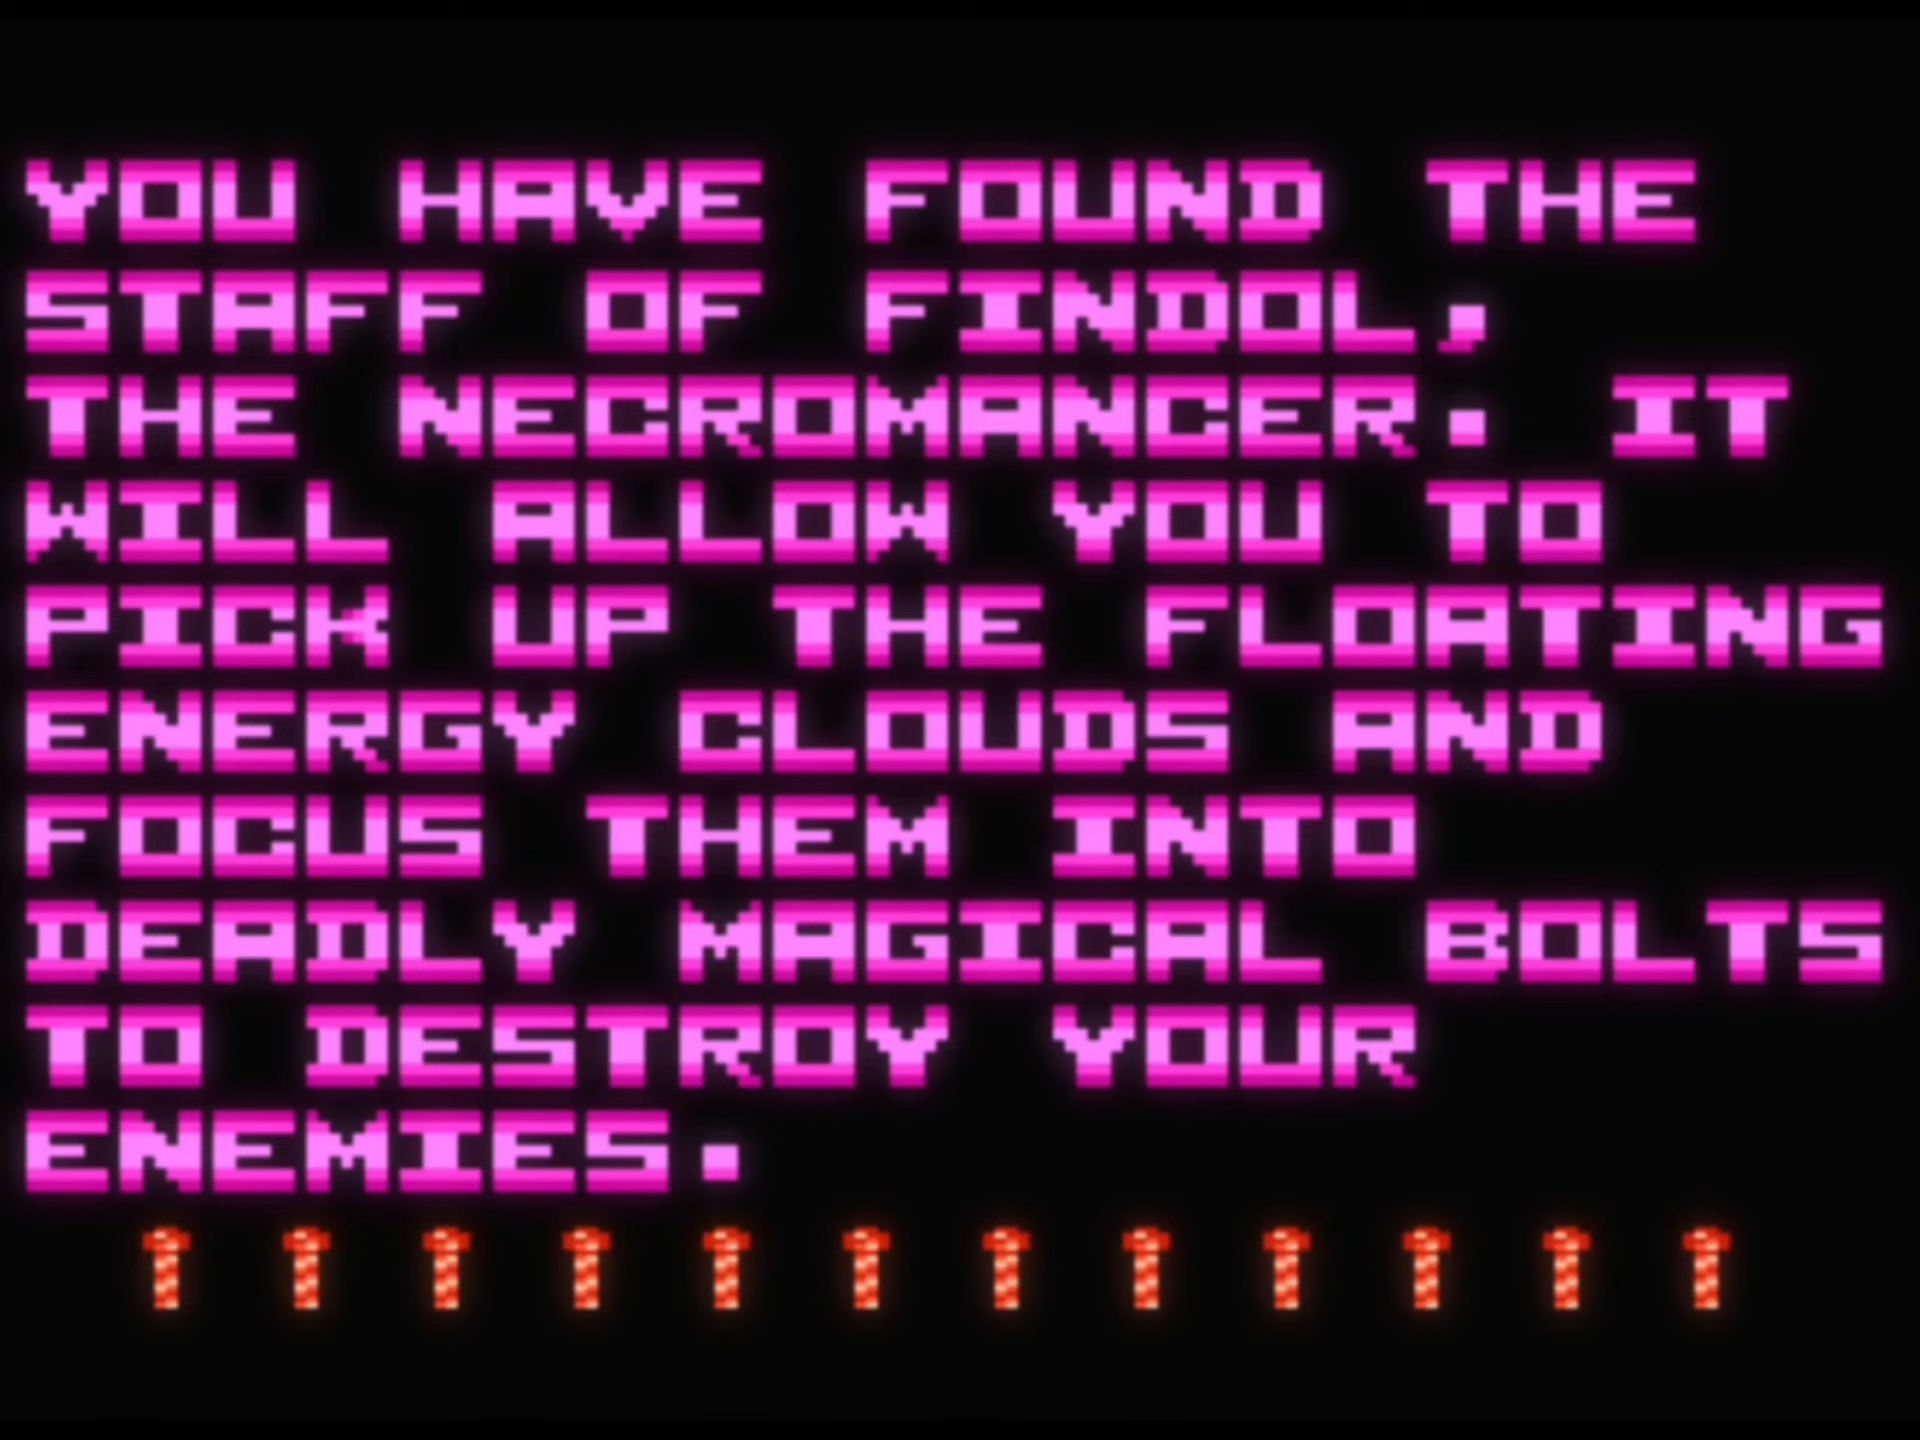 YOU HAVE FOUND THE
STAFF OF FINDOL,
THE NECROMANCER. IT
WILL ALLOW YOU TO
PICK UP THE FLOATING
ENERGY CLOUDS AND
FOCUS THEM INTO
DEADLY MAGICAL BOLTS
TO DESTROY YOUR
ENEMIES.